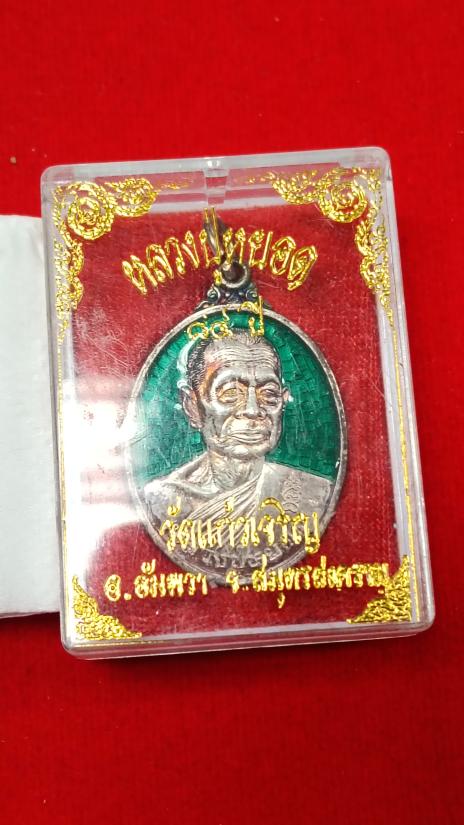 หลวงปู่หยอด
๘๔ ปี
วัดแก้วเจริญ
อ.อัมพวา จ.สมุทรสงคราม